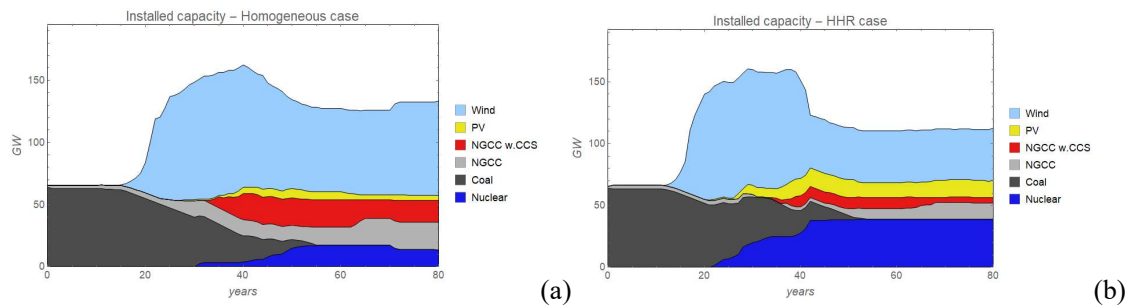 Installed capacity – Homogeneous case
GW
150
100
50
0
0 20 40 60 80
years
Wind
PV
NGCC w.CCS
NGCC
Coal
Nuclear
(a)
Installed capacity – HHR case
GW
150
100
50
0
0 20 40 60 80
years
Wind
PV
NGCC w.CCS
NGCC
Coal
Nuclear
(b)